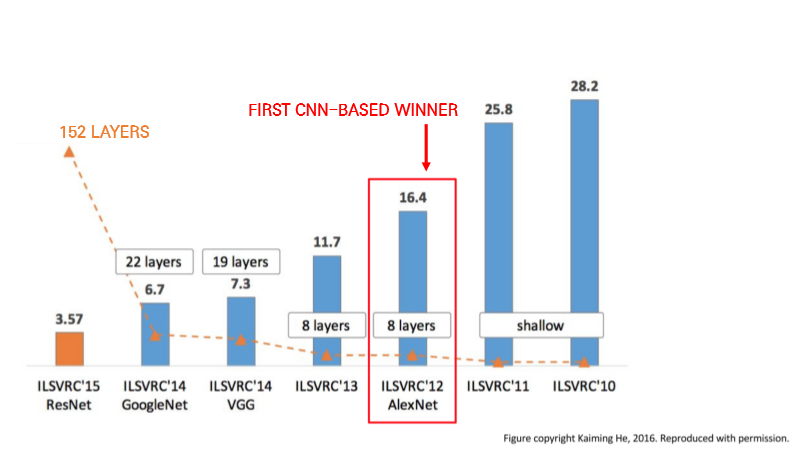 28.2
25.8
FIRST CNN-BASED WINNER
152 LAYERS
16.4
11.7
22 layers
19 layers
6.7
7.3
3.57
8 layers
8 layers
shallow
ILSVRC'15
ResNet
ILSVRC'14
GoogleNet
ILSVRC'14
VGG
ILSVRC'13
ILSVRC'12
AlexNet
ILSVRC'11
ILSVRC'10
Figure copyright Kaiming He, 2016. Reproduced with permission.